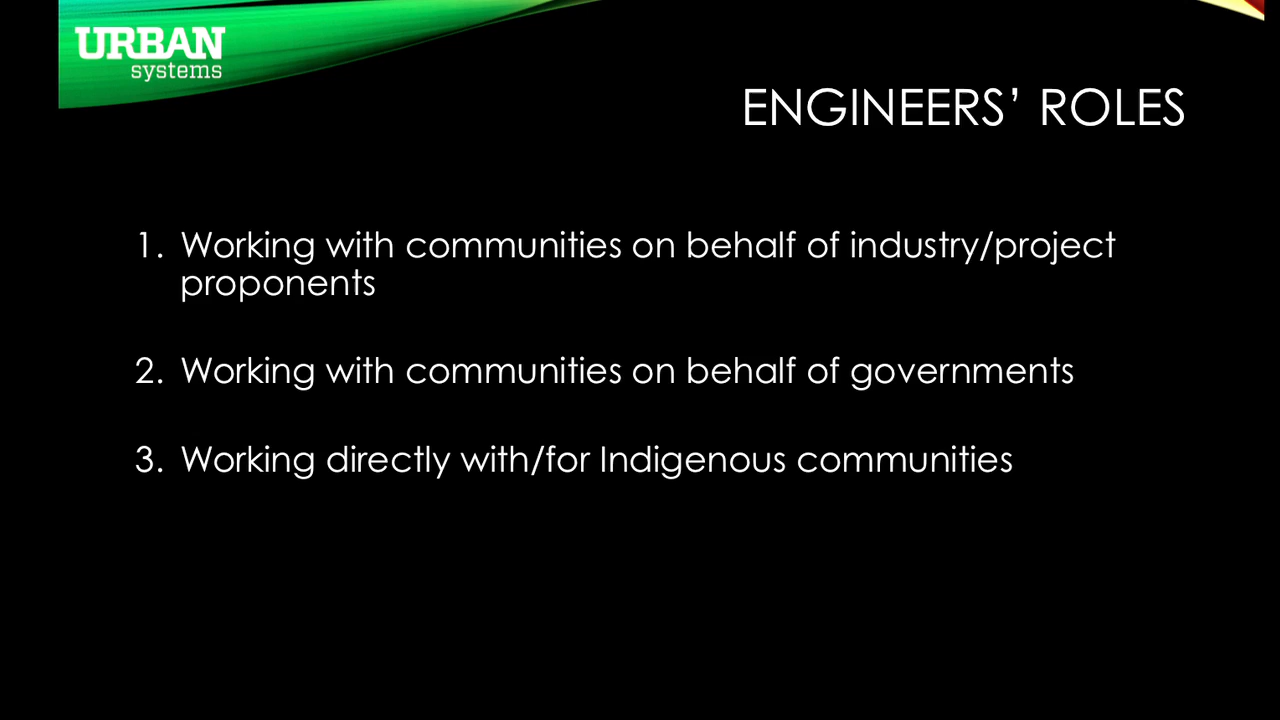 URBAN
systems
ENGINEERS’ ROLES
1. Working with communities on behalf of industry/project
proponents
2. Working with communities on behalf of governments
3. Working directly with/for Indigenous communities